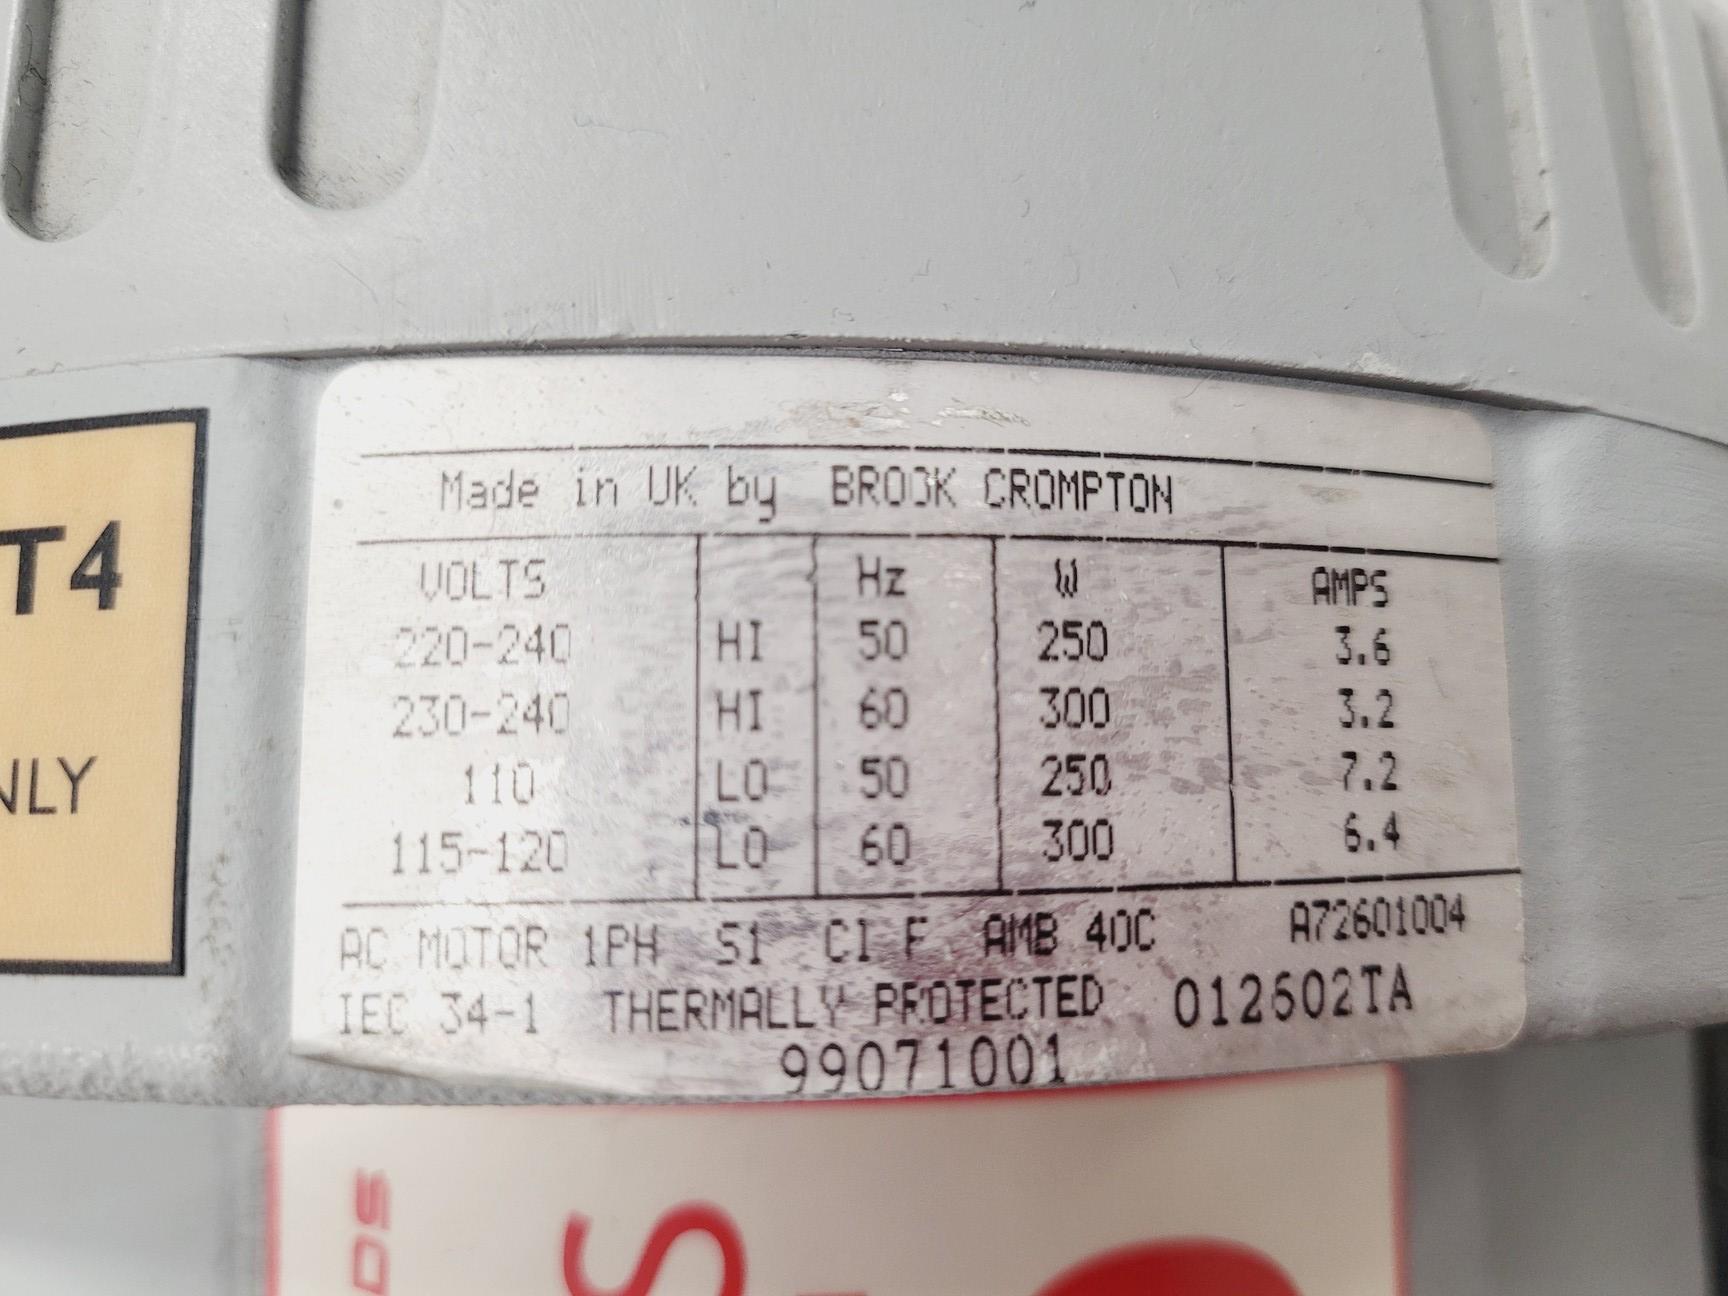 Made in UK by BROOK CROMPTON
VOLTS Hz W AMPS
220-240 HI 50 250 3.6
230-240 HI 60 300 3.2
110 LO 50 250 7.2
115-120 LO 60 300 6.4
AC MOTOR 1PH S1 CI F AMB 40C A72601004
IEC 34-1 THERMALLY PROTECTED 012602TA
99071001
T4
NLY
DS
S